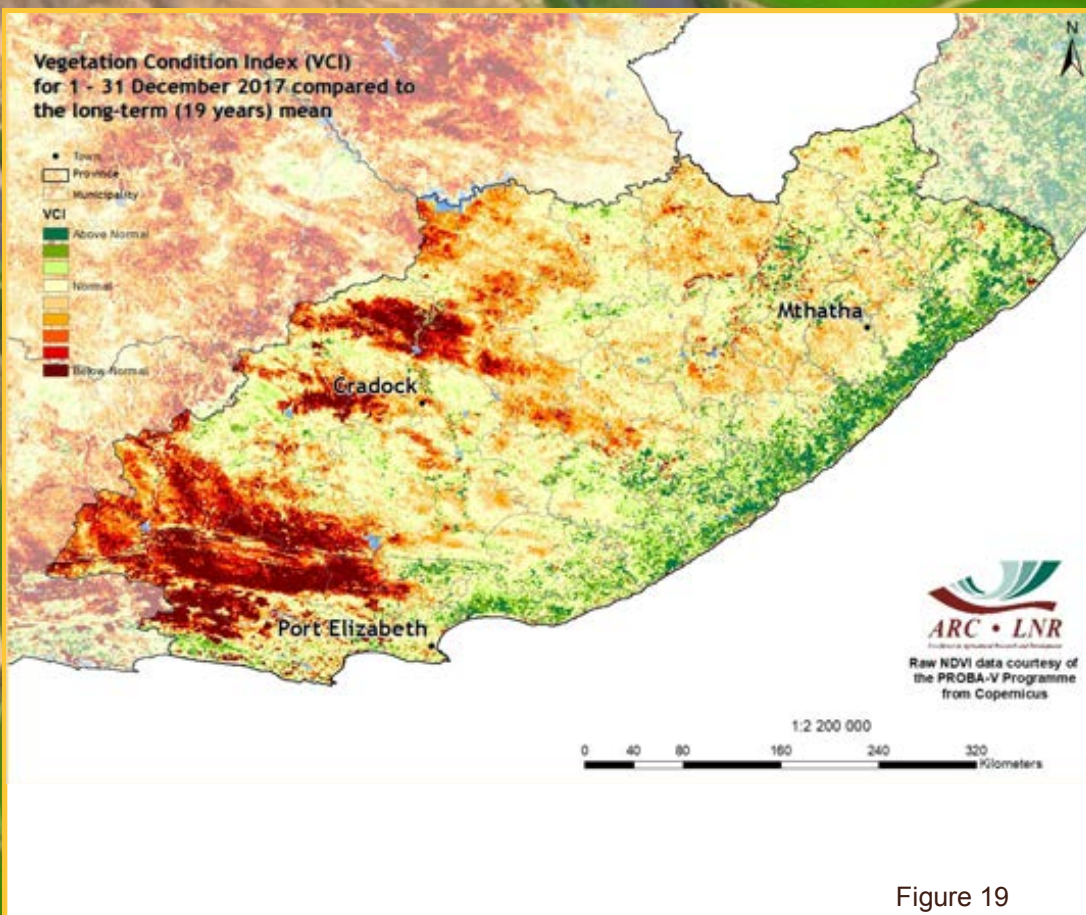 Vegetation Condition Index (VCI)
for 1 - 31 December 2017 compared to
the long-term (19 years) mean
N
Town
Province
Municipality
VCI
Above Normal
Normal
Below Normal
Mthatha
Cradock
Port Elizabeth
ARC • LNR
Raw NDVI data courtesy of
the PROBA-V Programme
from Copernicus
1:2 200 000
0 40 80 160 240 320
Kilometers
Figure 19